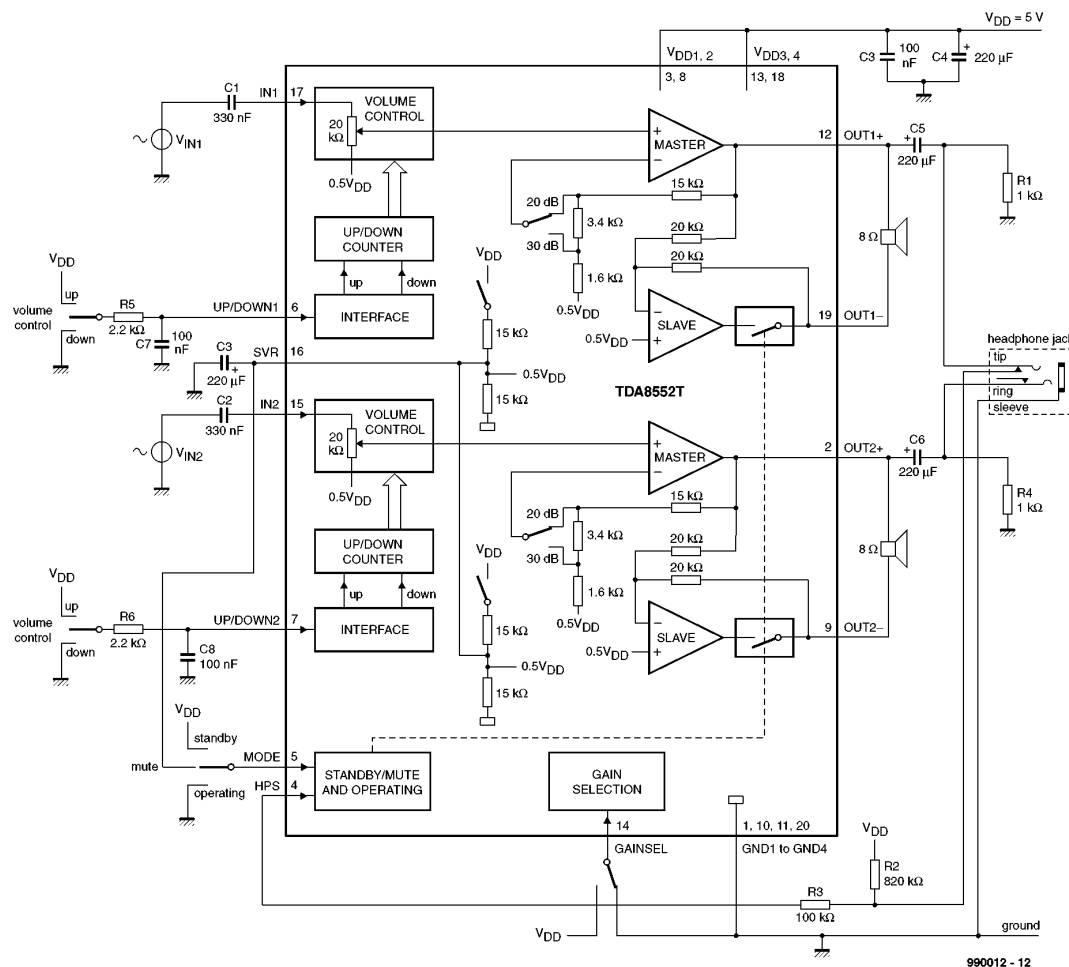 VDD = 5 V
VDD1, 2
3, 8
VDD3, 4
13, 18
C3
100
nF
C4
+
220 µF
C1
330 nF
IN1
17
VOLUME
CONTROL
20
kΩ
0.5VDD
~
VIN1
+
MASTER
−
12
OUT1+
+
C5
220 µF
R1
1 kΩ
15 kΩ
20 dB
3.4 kΩ
30 dB
1.6 kΩ
0.5VDD
20 kΩ
20 kΩ
8 Ω
UP/DOWN
COUNTER
up
down
VDD
up
volume
control
down
R5
2.2 kΩ
C7
100
nF
UP/DOWN1
6
INTERFACE
VDD
15 kΩ
0.5VDD
15 kΩ
−
SLAVE
0.5VDD
+
19
OUT1−
C3
+
220 µF
SVR
16
headphone jack
tip
ring
sleeve
TDA8552T
C2
330 nF
IN2
15
VOLUME
CONTROL
20
kΩ
0.5VDD
~
VIN2
+
MASTER
−
2
OUT2+
+
C6
220 µF
R4
1 kΩ
15 kΩ
20 dB
3.4 kΩ
30 dB
1.6 kΩ
0.5VDD
20 kΩ
20 kΩ
8 Ω
UP/DOWN
COUNTER
up
down
VDD
up
volume
control
down
R6
2.2 kΩ
C8
100 nF
UP/DOWN2
7
INTERFACE
VDD
15 kΩ
0.5VDD
15 kΩ
−
SLAVE
0.5VDD
+
9
OUT2−
VDD
standby
mute
operating
MODE
5
HPS
4
STANDBY/MUTE
AND OPERATING
GAIN
SELECTION
14
GAINSEL
1, 10, 11, 20
GND1 to GND4
VDD
R2
820 kΩ
R3
100 kΩ
VDD
ground
990012 - 12